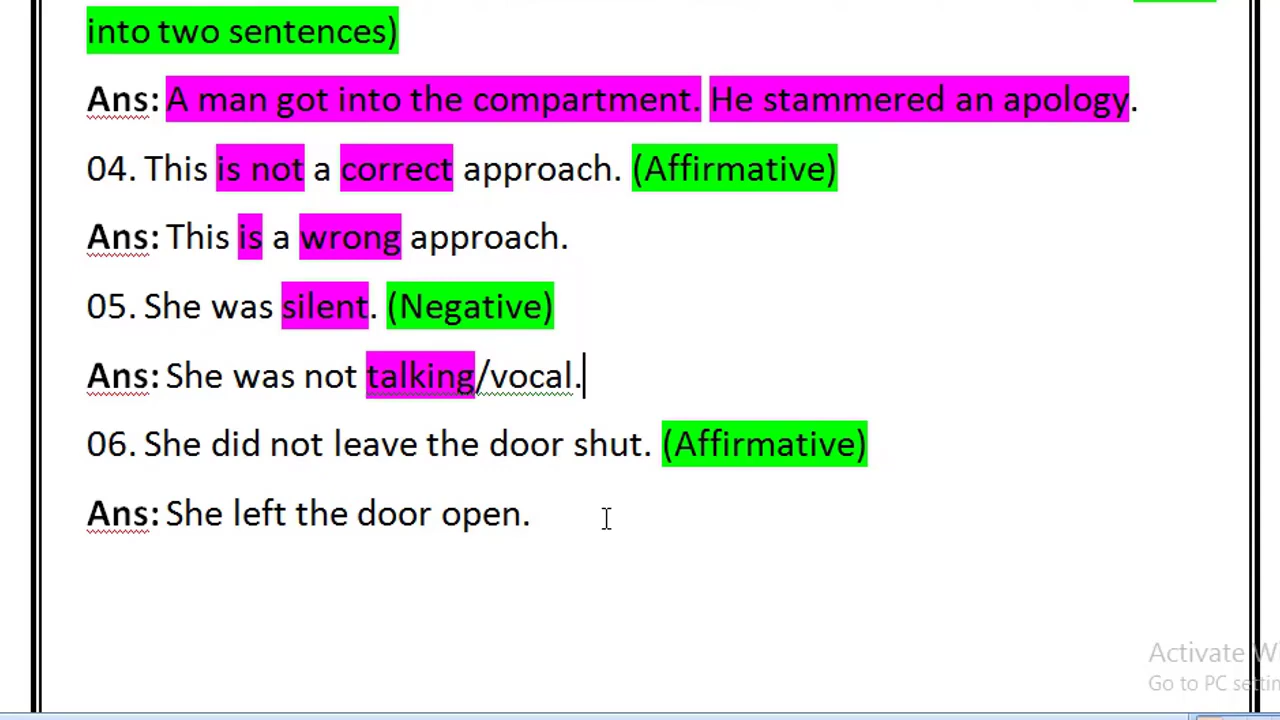 into two sentences)
Ans: A man got into the compartment. He stammered an apology.
04. This is not a correct approach. (Affirmative)
Ans: This is a wrong approach.
05. She was silent. (Negative)
Ans: She was not talking/vocal.
06. She did not leave the door shut. (Affirmative)
Ans: She left the door open.
Activate
Go to PC